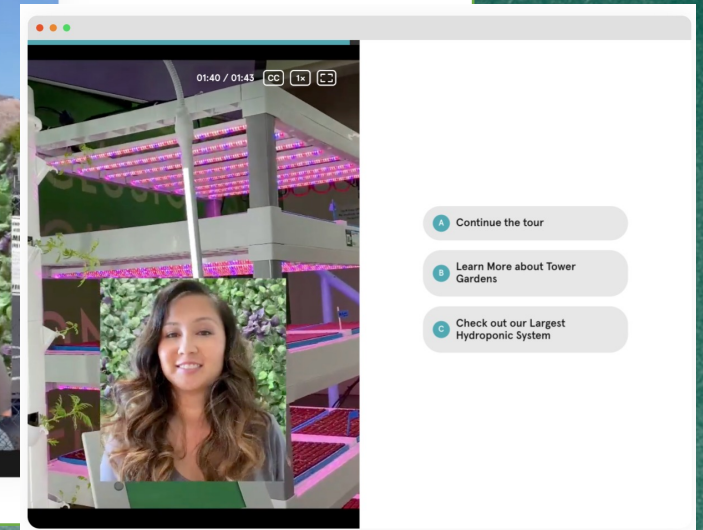 01:40 / 01:43 CC 1x
A Continue the tour
B Learn More about Tower
Gardens
C Check out our Largest
Hydroponic System